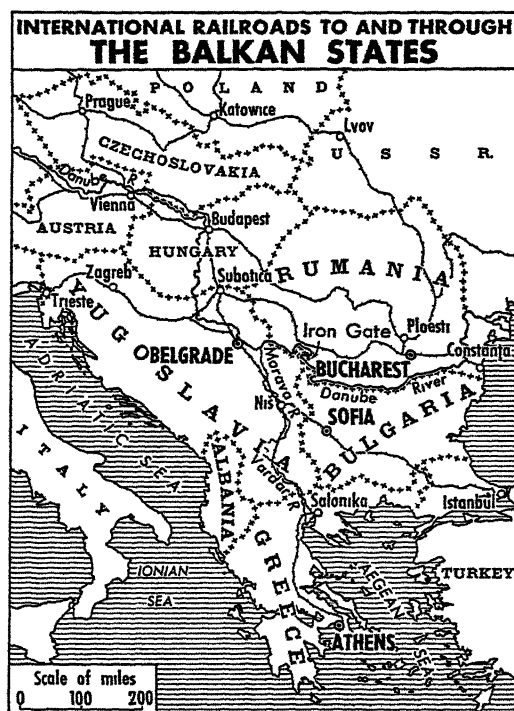 INTERNATIONAL RAILROADS TO AND THROUGH
THE BALKAN STATES
POLAND
Prague
Katowice
Lvov
CZECHOSLOVAKIA
U S S R.
Danube R.
Vienna
Budapest
AUSTRIA
HUNGARY
Zagreb
Subotica
RUMANIA
Trieste
YUGOSLAVIA
Iron Gate
Ploesti
BELGRADE
BUCHAREST
Constanta
ADRIATIC SEA
Morava R.
Danube River
Niš
SOFIA
BULGARIA
ITALY
ALBANIA
Vardar R.
Salonika
Istanbul
GREECE
IONIAN
SEA
AEGEAN
SEA
TURKEY
ATHENS
Scale of miles
0 100 200